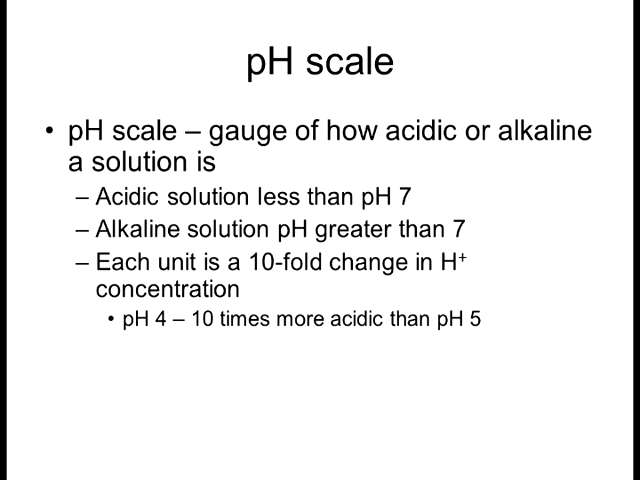 pH scale
• pH scale – gauge of how acidic or alkaline
a solution is
– Acidic solution less than pH 7
– Alkaline solution pH greater than 7
– Each unit is a 10-fold change in H⁺
concentration
• pH 4 – 10 times more acidic than pH 5